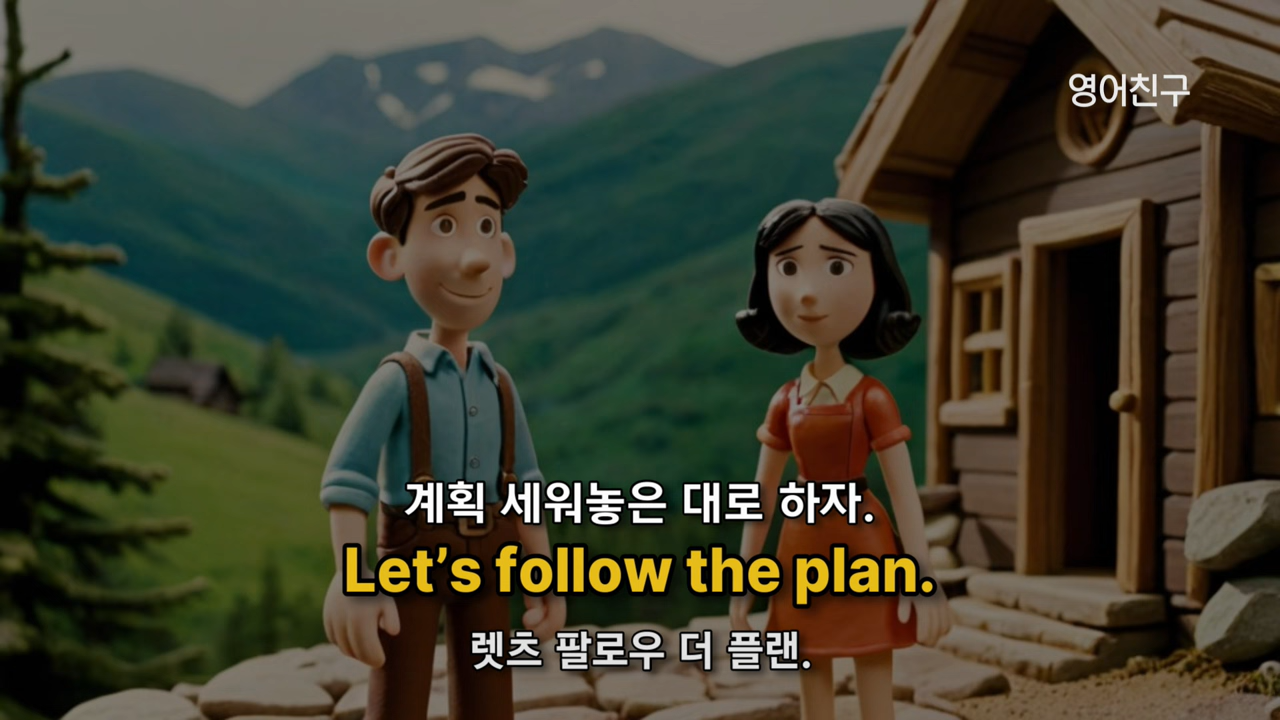 영어친구
계획 세워놓은 대로 하자.
Let's follow the plan.
렛츠 팔로우 더 플랜.